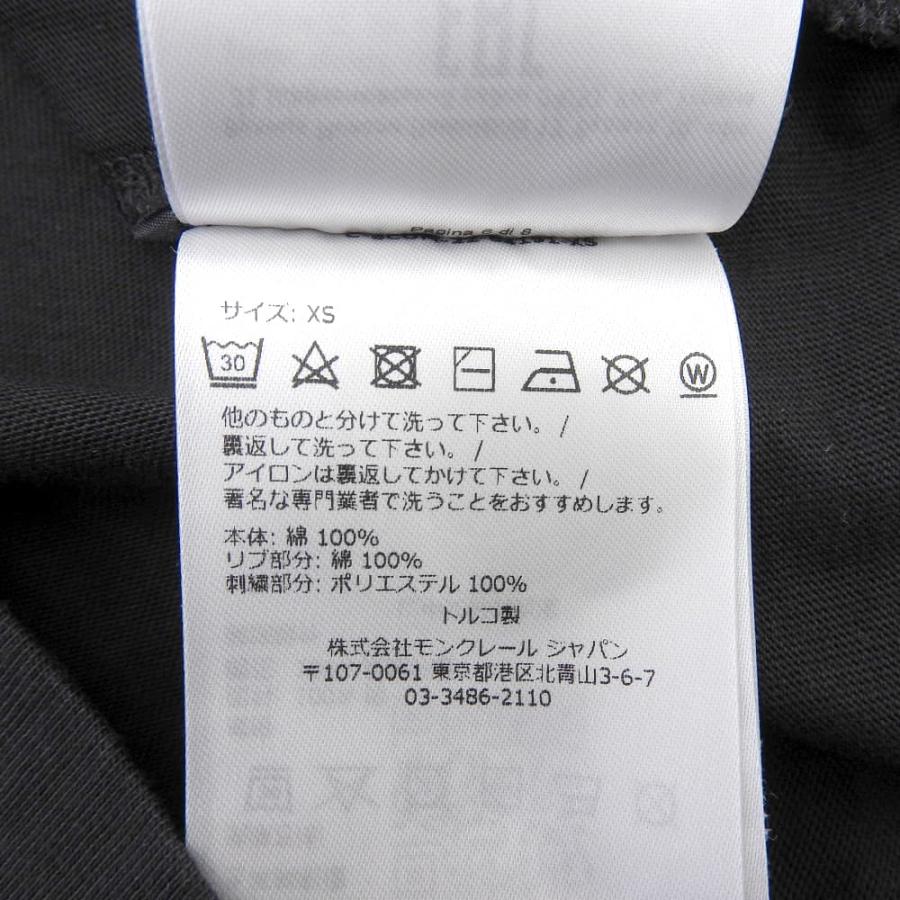 Pagina 6 di 8
サイズ: XS
30
W
他のものと分けて洗って下さい。 /
裏返して洗って下さい。 /
アイロンは裏返してかけて下さい。 /
著名な専門業者で洗うことをおすすめします。
本体: 綿 100%
リブ部分: 綿 100%
刺繍部分: ポリエステル 100%
トルコ製
株式会社モンクレール ジャパン
〒107-0061 東京都港区北青山3-6-7
03-3486-2110